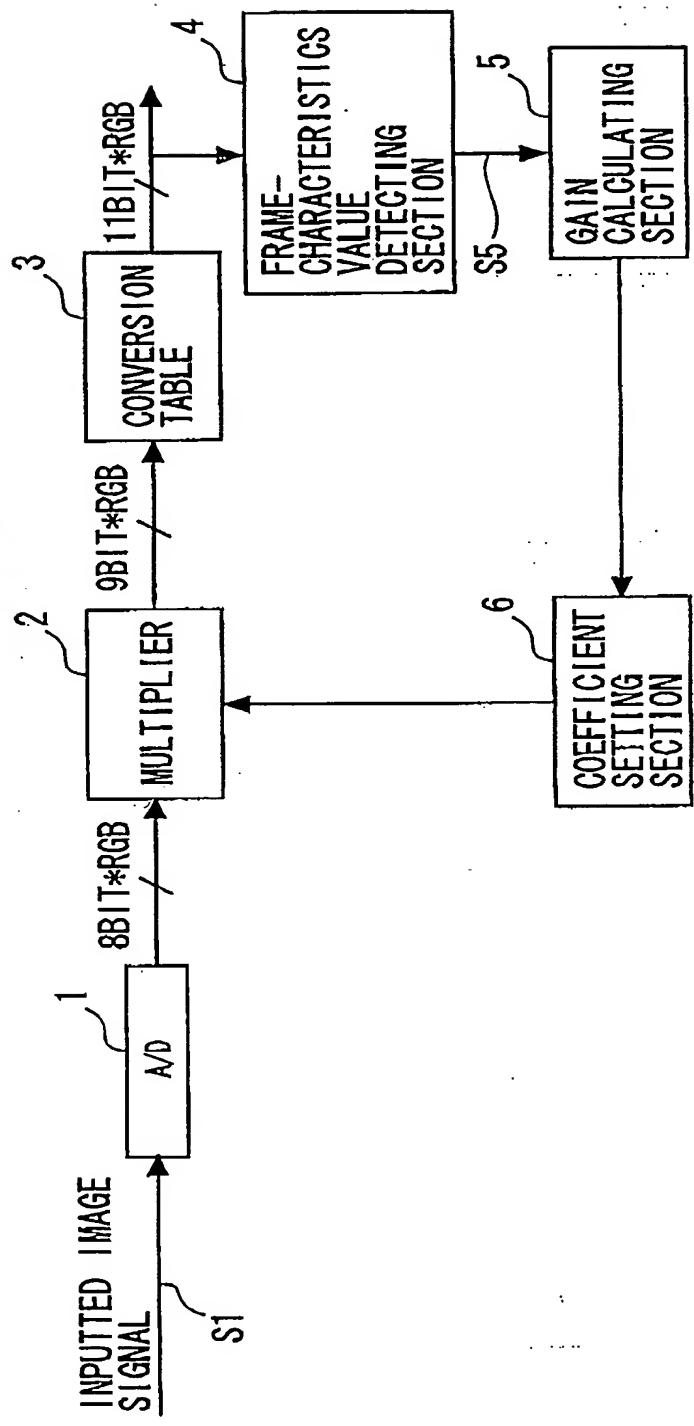 INPUTTED IMAGE
SIGNAL
S1
1
A/D
8BIT*RGB
2
MULTIPLIER
9BIT*RGB
3
CONVERSION
TABLE
11BIT*RGB
4
FRAME-
CHARACTERISTICS
VALUE
DETECTING
SECTION
S5
5
GAIN
CALCULATING
SECTION
6
COEFFICIENT
SETTING
SECTION